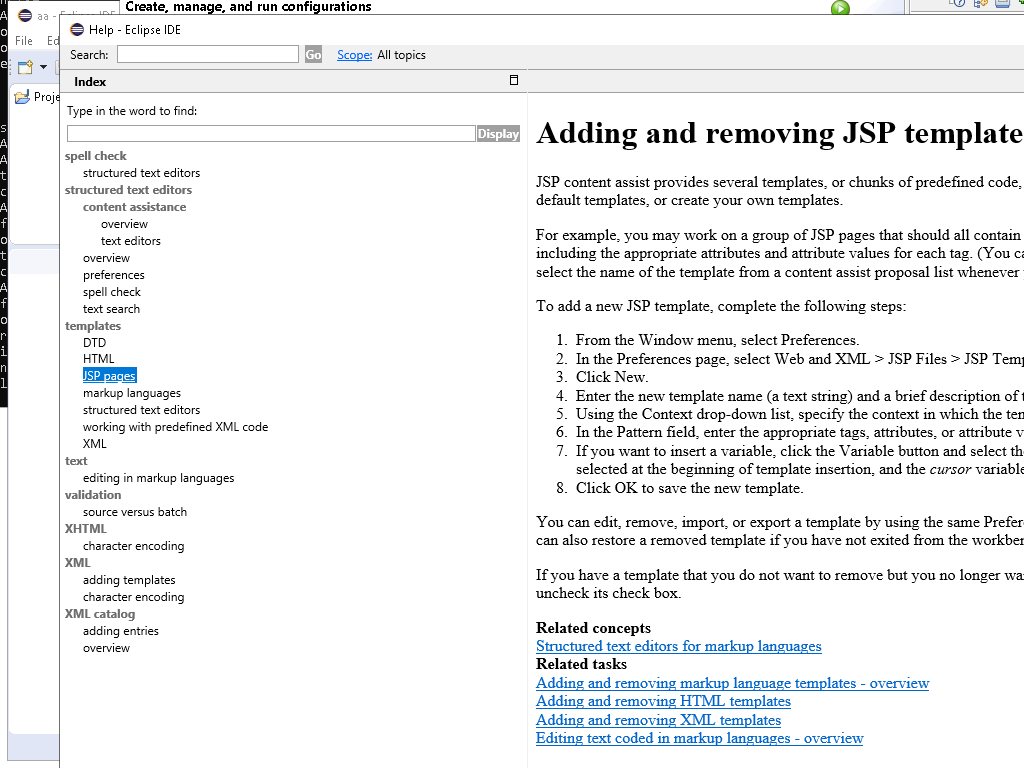 Create, manage, and run configurations
File
Help - Eclipse IDE
Search:
Go
Scope: All topics
Index
Type in the word to find:
Display
spell check
structured text editors
structured text editors
content assistance
overview
text editors
overview
preferences
spell check
text search
templates
DTD
HTML
JSP pages
markup languages
structured text editors
working with predefined XML code
XML
text
editing in markup languages
validation
source versus batch
XHTML
character encoding
XML
adding templates
character encoding
XML catalog
adding entries
overview
Adding and removing JSP template
JSP content assist provides several templates, or chunks of predefined code,
default templates, or create your own templates.
For example, you may work on a group of JSP pages that should all contain
including the appropriate attributes and attribute values for each tag. (You ca
select the name of the template from a content assist proposal list whenever
To add a new JSP template, complete the following steps:
1. From the Window menu, select Preferences.
2. In the Preferences page, select Web and XML > JSP Files > JSP Temp
3. Click New.
4. Enter the new template name (a text string) and a brief description of t
5. Using the Context drop-down list, specify the context in which the ten
6. In the Pattern field, enter the appropriate tags, attributes, or attribute v
7. If you want to insert a variable, click the Variable button and select the
selected at the beginning of template insertion, and the cursor variable
8. Click OK to save the new template.
You can edit, remove, import, or export a template by using the same Prefer
can also restore a removed template if you have not exited from the workben
If you have a template that you do not want to remove but you no longer wa
uncheck its check box.
Related concepts
Structured text editors for markup languages
Related tasks
Adding and removing markup language templates - overview
Adding and removing HTML templates
Adding and removing XML templates
Editing text coded in markup languages - overview